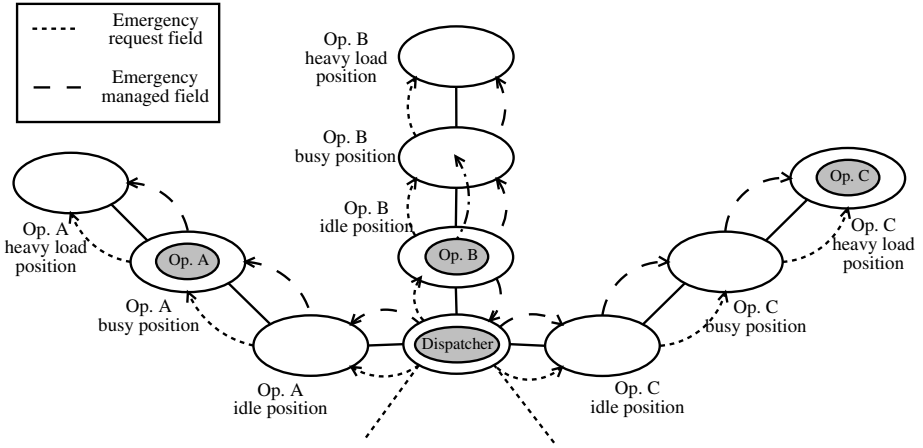 Emergency
request field
Emergency
managed field
Op. B
heavy load
position
Op. B
busy position
Op. B
idle position
Op. C
Op. A
heavy load
position
Op. A
Op. B
Op. C
heavy load
position
Op. A
busy position
Op. C
busy position
Dispatcher
Op. A
idle position
Op. C
idle position